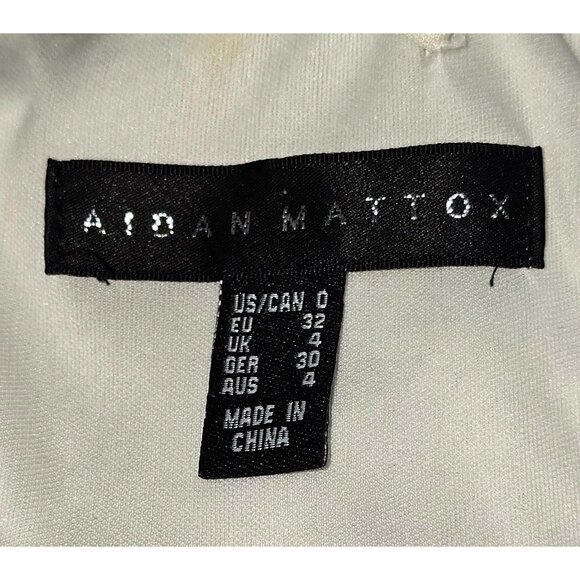 AIDAN MATTOX
US/CAN 0
EU 32
UK 4
GER 30
AUS 4
MADE IN
CHINA